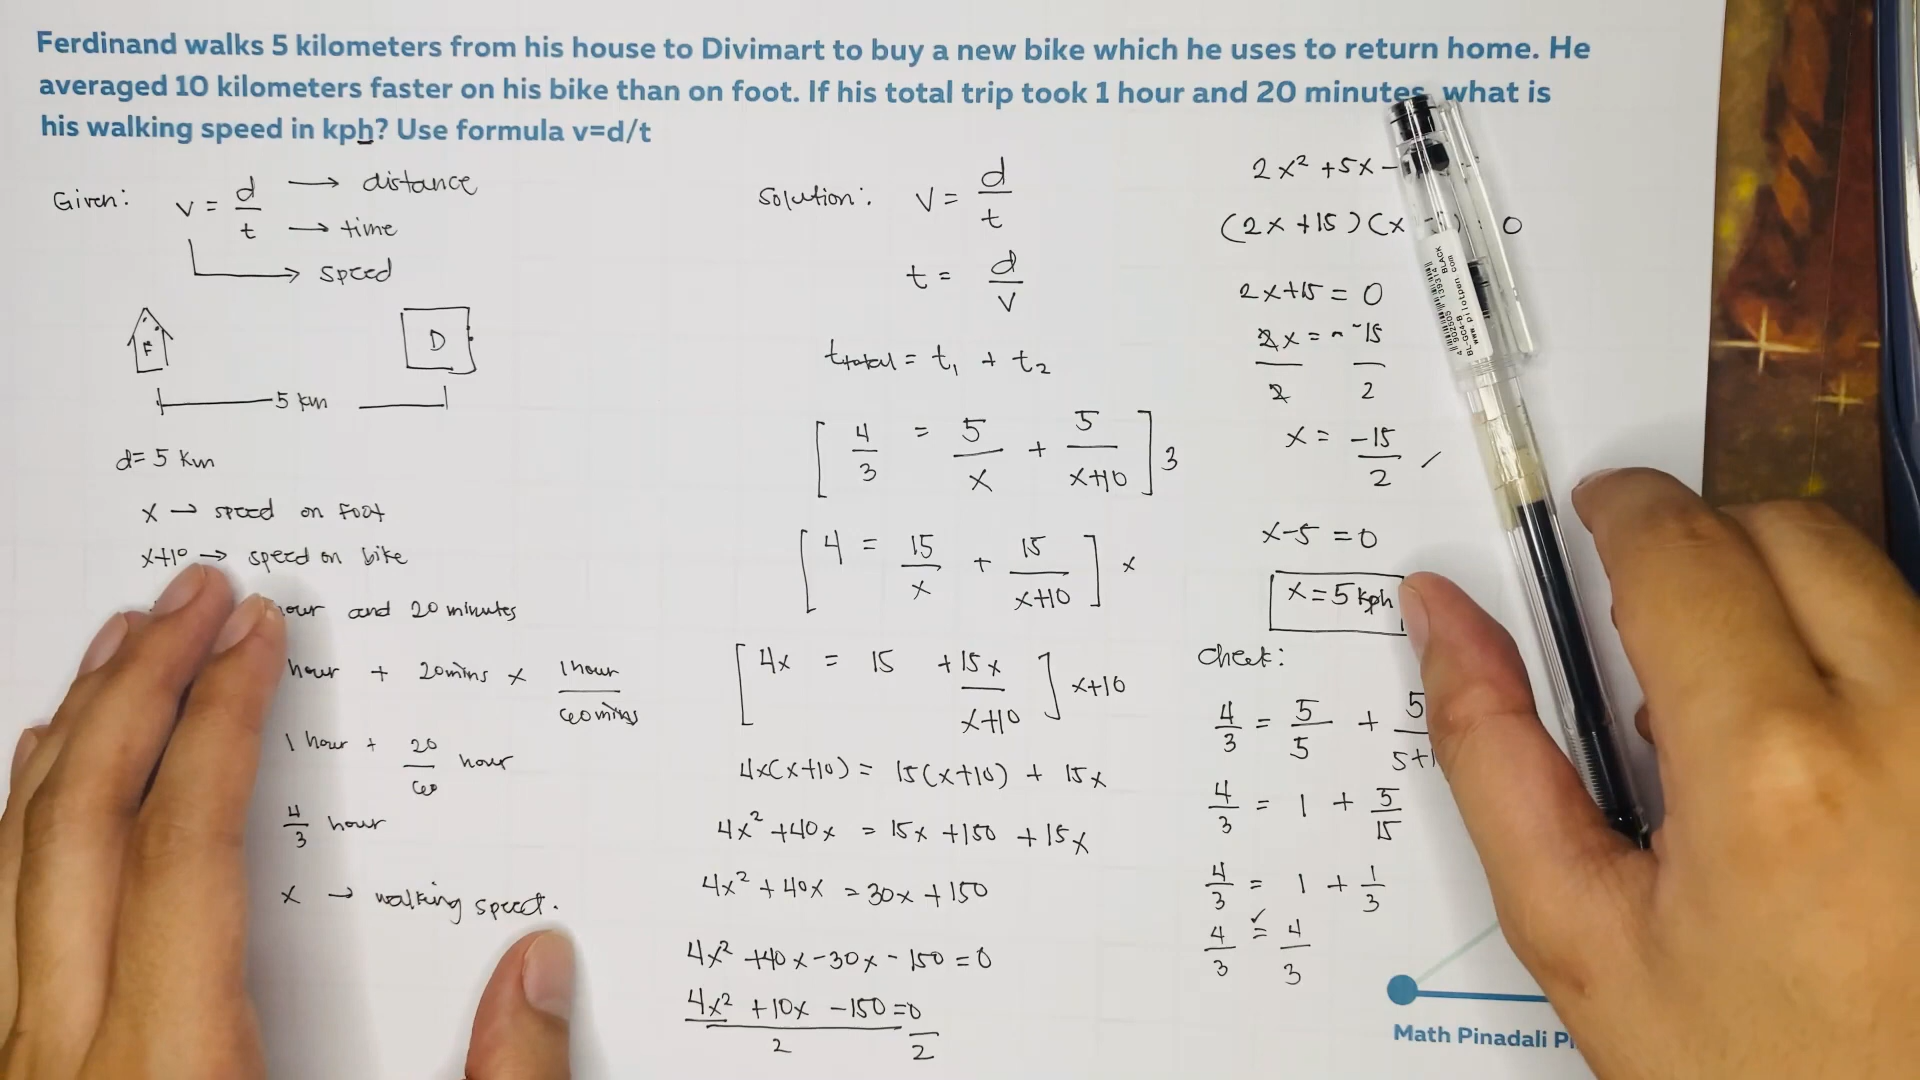 Ferdinand walks 5 kilometers from his house to Divimart to buy a new bike which he uses to return home. He
averaged 10 kilometers faster on his bike than on foot. If his total trip took 1 hour and 20 minutes, what is
his walking speed in kph? Use formula v=d/t
Given: v = d/t → distance
→ time
→ speed
F D
5 km
d= 5 km
x → speed on foot
x+10 → speed on bike
and 20 minutes
hour + 20mins x 1hour/60mins
1 hour + 20/60 hour
4/3 hour
x → walking speed.
Solution: v = d/t
t = d/v
ttotal = t1 + t2
[4/3 = 5/x + 5/x+10] 3
[4 = 15/x + 15/x+10] x
[4x = 15 + 15x/x+10] x+10
4x(x+10) = 15(x+10) + 15x
4x² +40x = 15x +150 + 15x
4x² + 40x = 30x + 150
4x² +40x -30x - 150 = 0
4x² +10x -150 =0
2 2
2x² +5x -
(2x +15)(x 0
2x+15 = 0
2x = -15
2 2
x = -15/2
x-5 = 0
x=5 kph
Check:
4/3 = 5/5 + 5
4/3 = 1 + 5/15
4/3 = 1 + 1/3
4/3 = 4/3
BL-GC4-B
BLACK
www.pilotpen.com
Math Pinadali